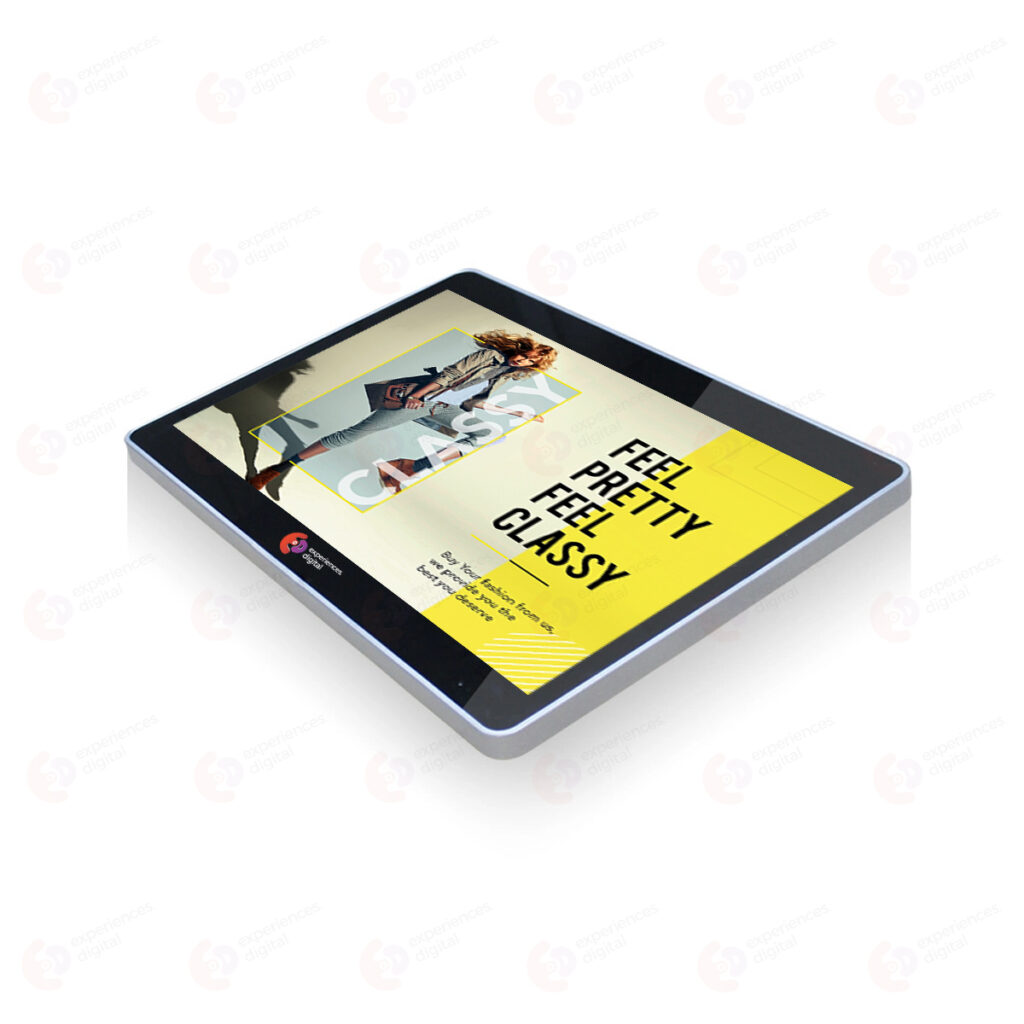 CLASSY
FEEL
PRETTY
FEEL
CLASSY
Buy Your fashion from us,
we provide you the
best you deserve
experiences.
digital